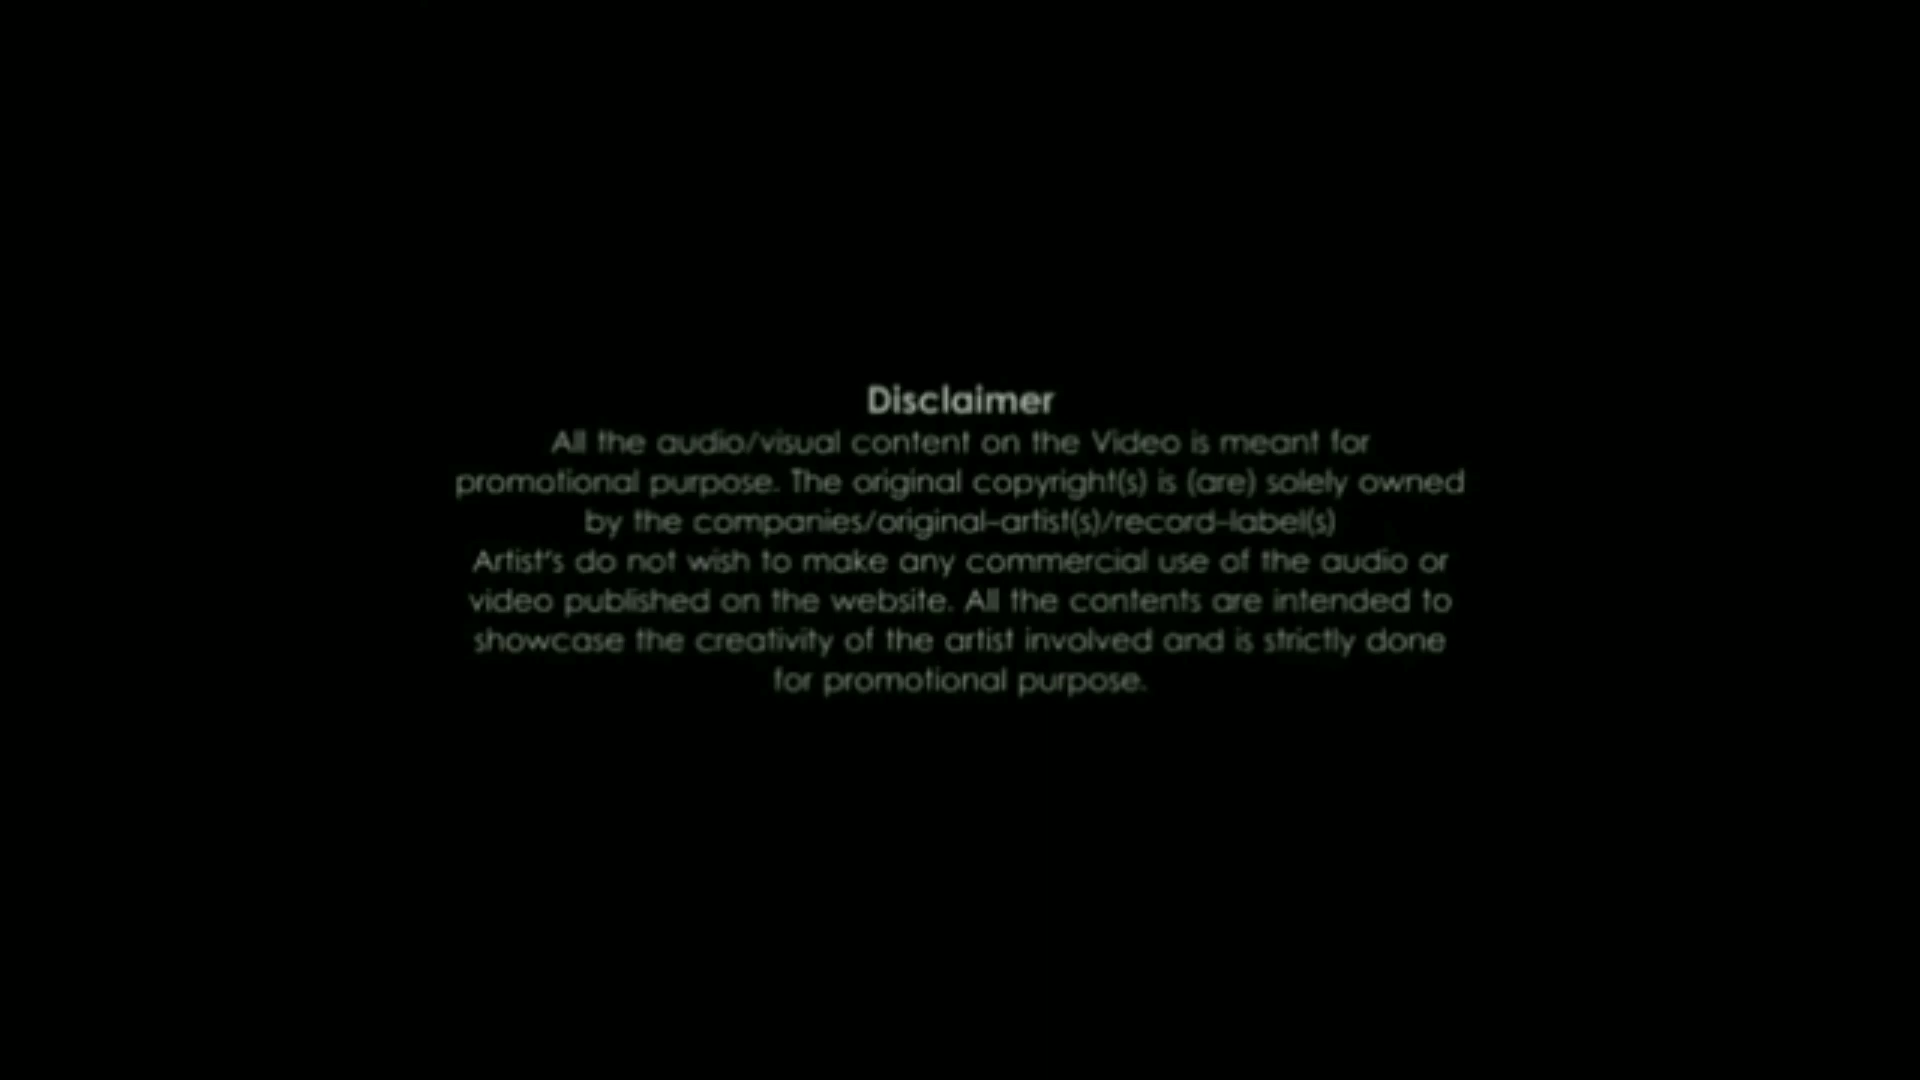 Disclaimer
All the audio/visual content on the Video is meant for
promotional purpose. The original copyright(s) is (are) solely owned
by the companies/original-artist(s)/record-label(s)
Artist's do not wish to make any commercial use of the audio or
video published on the website. All the contents are intended to
showcase the creativity of the artist involved and is strictly done
for promotional purpose.